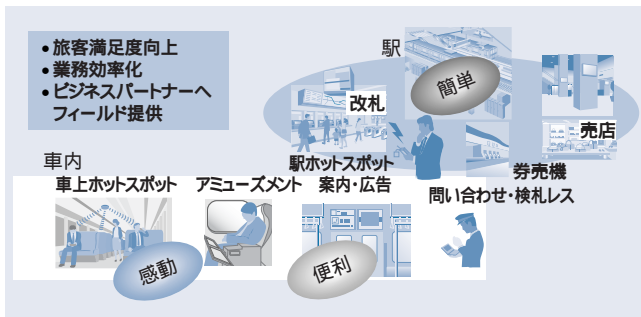 • 旅客満足度向上
• 業務効率化
• ビジネスパートナーへ
フィールド提供
駅
簡単
改札
売店
駅ホットスポット
券売機
車内
車上ホットスポット
アミューズメント
案内・広告
問い合わせ・検札レス
感動
便利